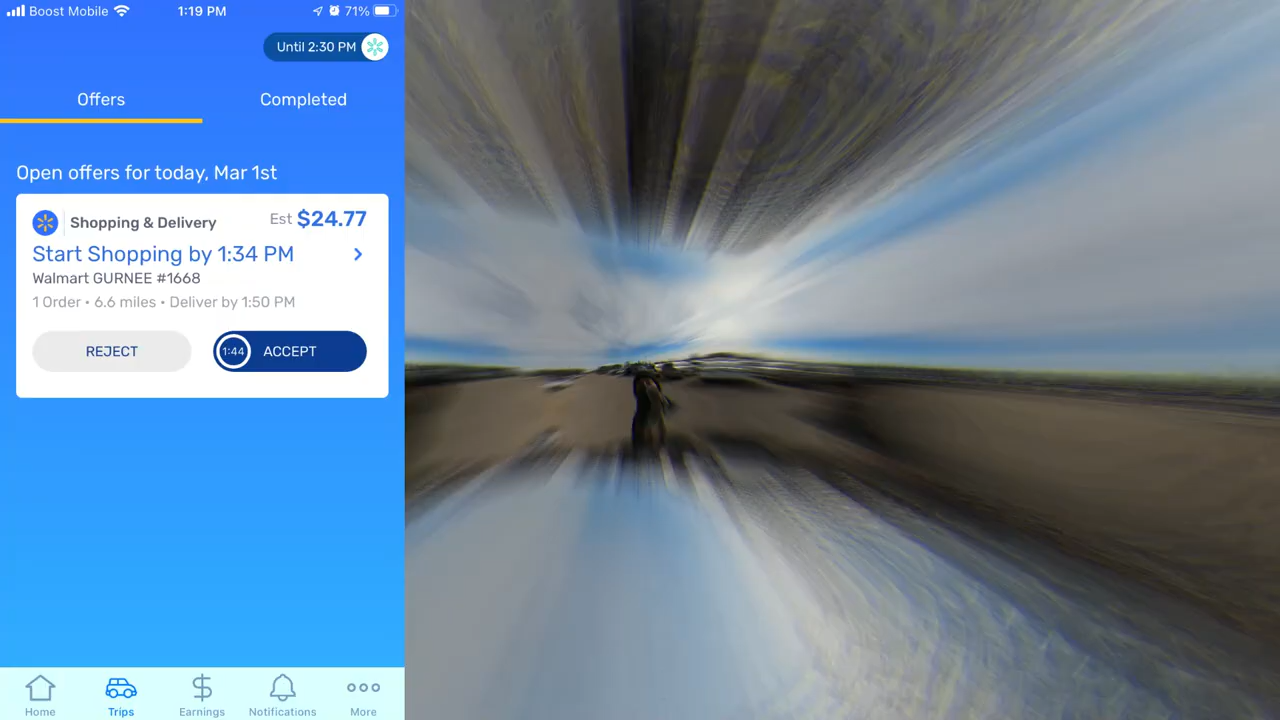 Boost Mobile 1:19 PM 71%
Until 2:30 PM
Offers Completed
Open offers for today, Mar 1st
Shopping & Delivery Est $24.77
Start Shopping by 1:34 PM
Walmart GURNEE #1668
1 Order • 6.6 miles • Deliver by 1:50 PM
REJECT 1:44 ACCEPT
Home Trips Earnings Notifications More